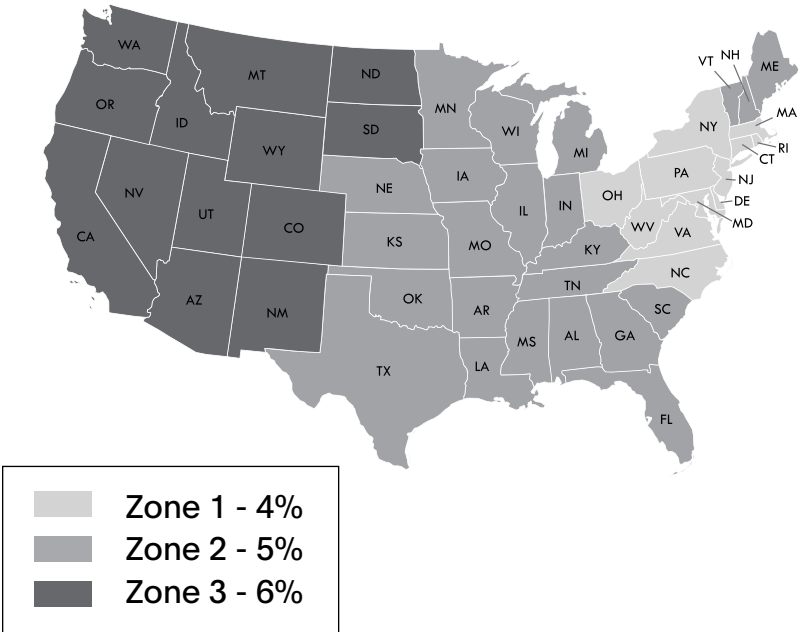 WA
MT
ND
MN
VT
NH
ME
OR
ID
SD
WI
MI
NY
MA
WY
NE
IA
PA
RI
CT
NJ
NV
UT
CO
KS
MO
IL
IN
OH
WV
VA
DE
MD
CA
AZ
NM
OK
AR
KY
TN
NC
SC
TX
LA
MS
AL
GA
FL
Zone 1 - 4%
Zone 2 - 5%
Zone 3 - 6%